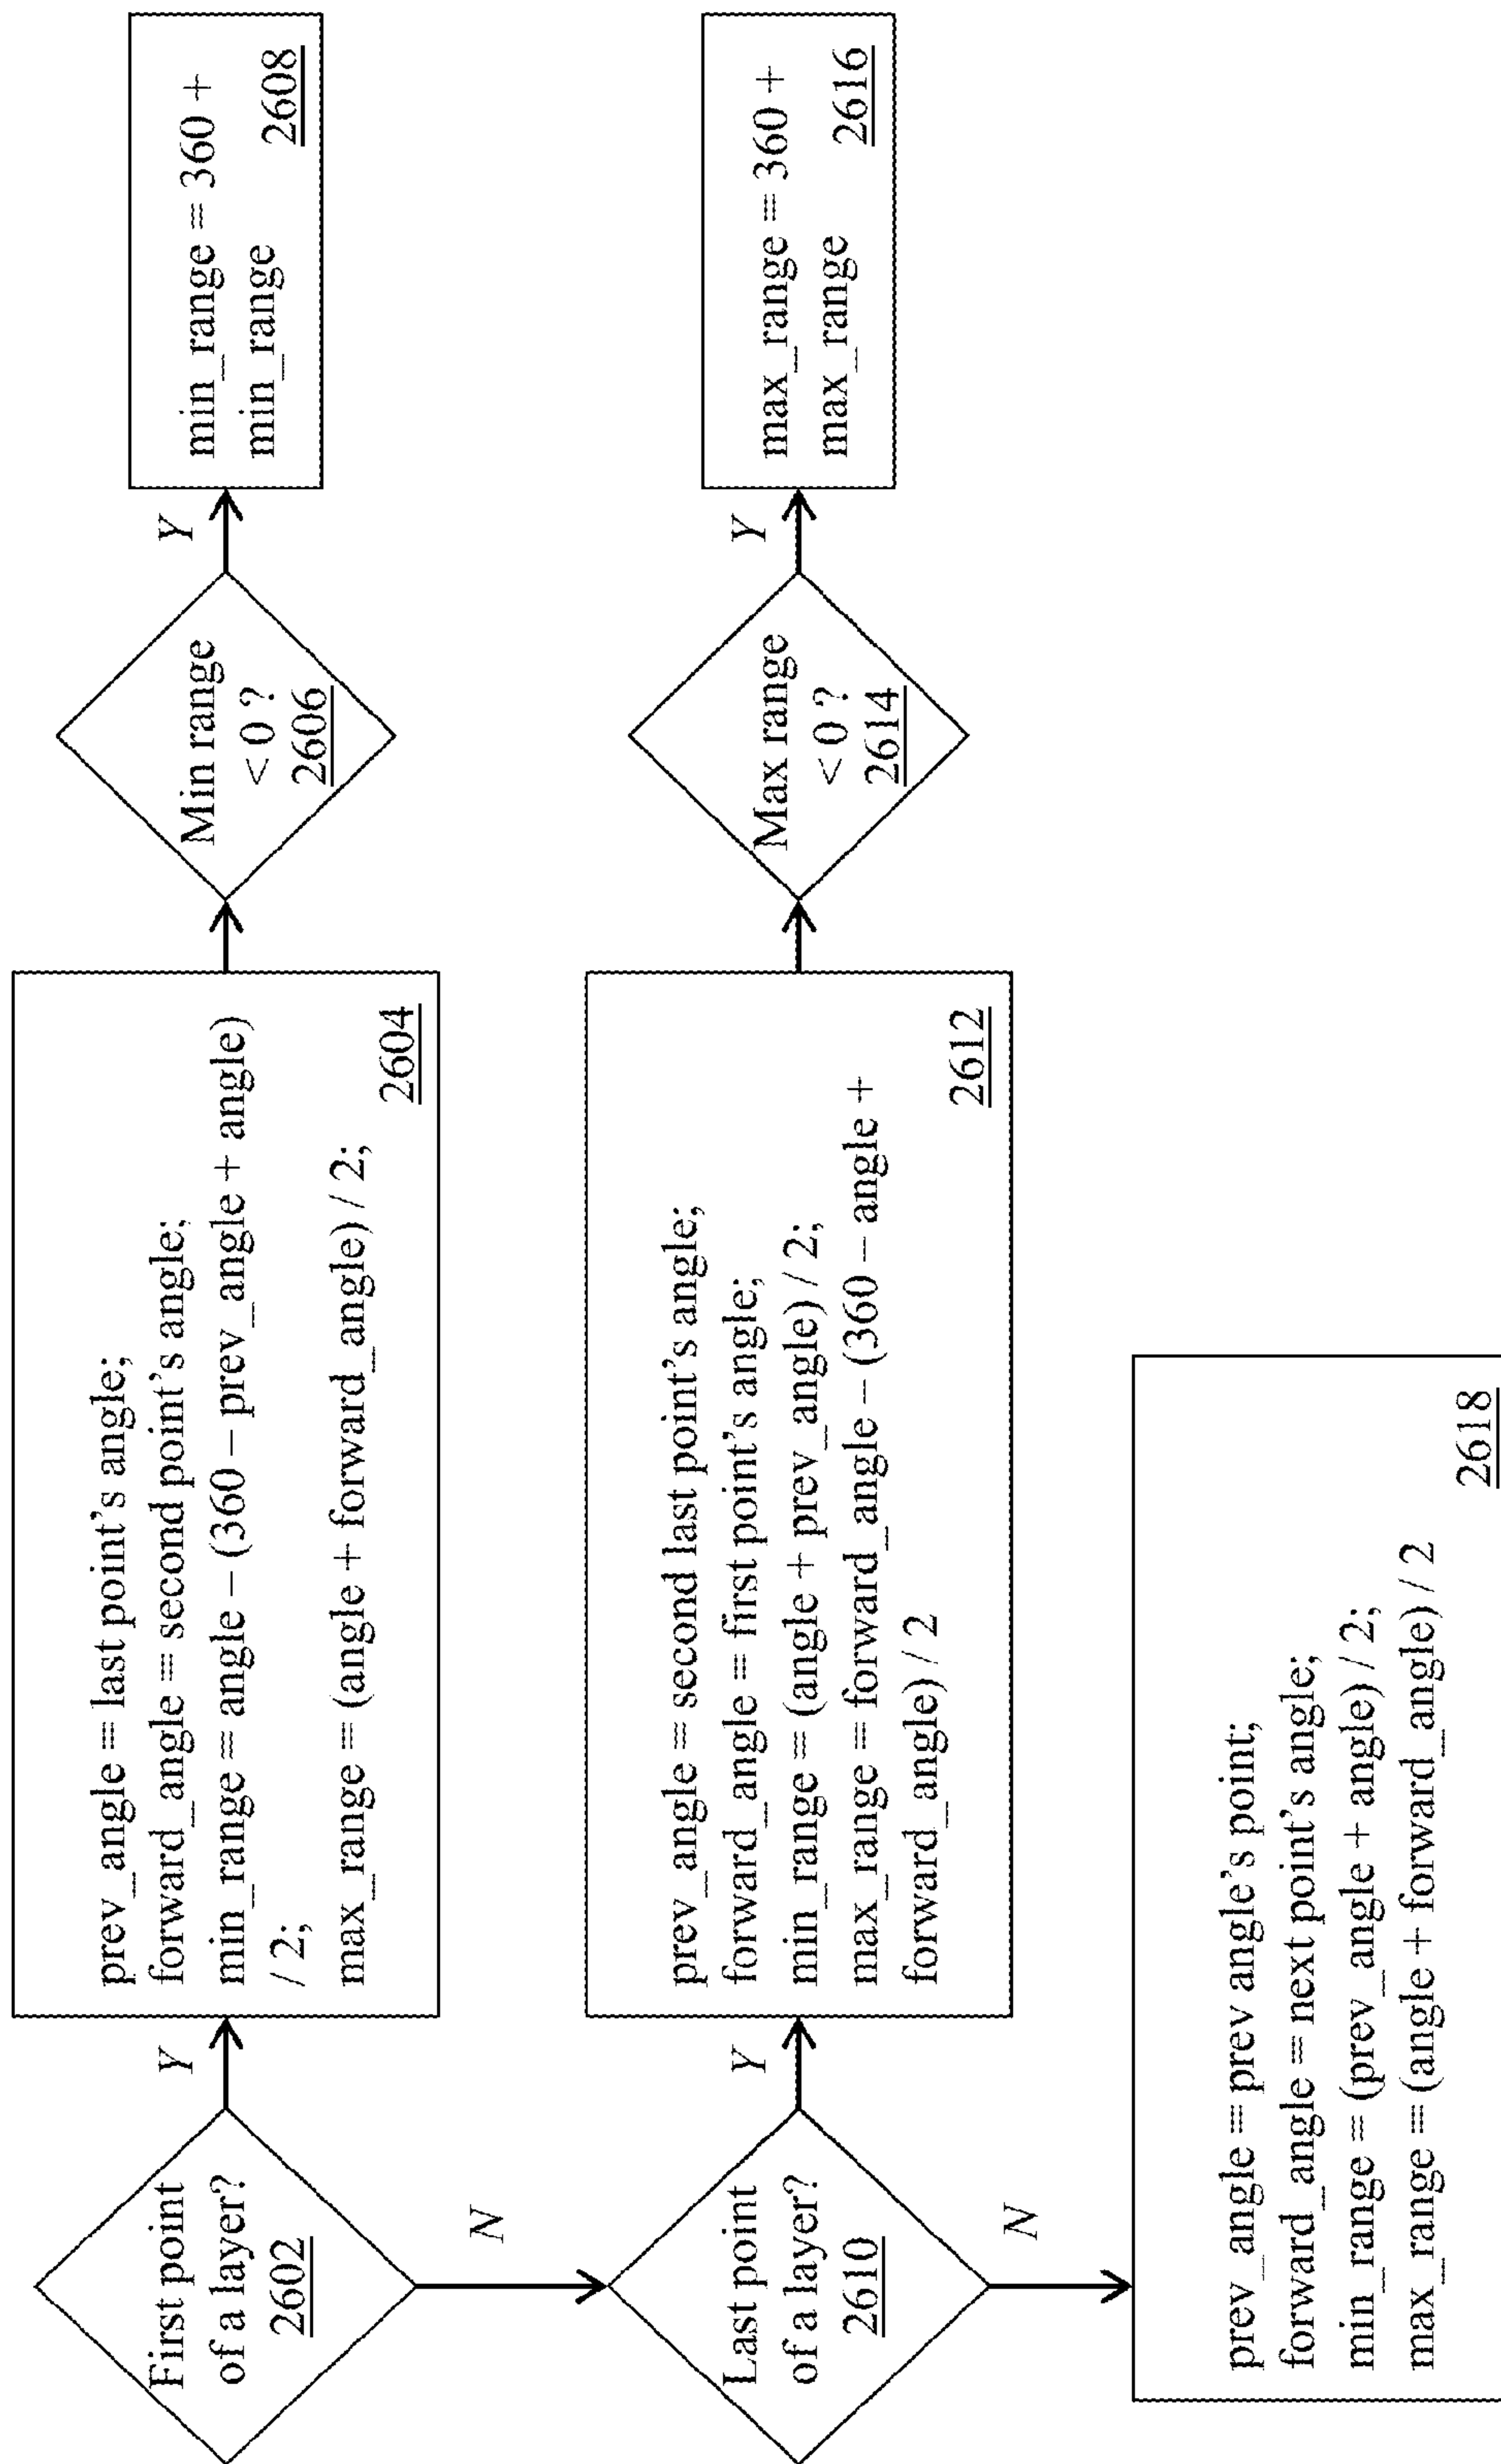 First point
of a layer?
2602
Y
prev_angle = last point's angle;
forward_angle = second point's angle;
min_range = angle – (360 – prev_angle + angle)
/ 2;
max_range = (angle + forward_angle) / 2;
2604
Min range
< 0 ?
2606
Y
min_range = 360 +
min_range
2608
N
Last point
of a layer?
2610
Y
prev_angle = second last point's angle;
forward_angle = first point's angle;
min_range = (angle + prev_angle) / 2;
max_range = forward_angle – (360 – angle +
forward_angle) / 2
2612
Max range
< 0 ?
2614
Y
max_range = 360 +
max_range
2616
N
prev_angle = prev angle's point;
forward_angle = next point's angle;
min_range = (prev_angle + angle) / 2;
max_range = (angle + forward_angle) / 2
2618